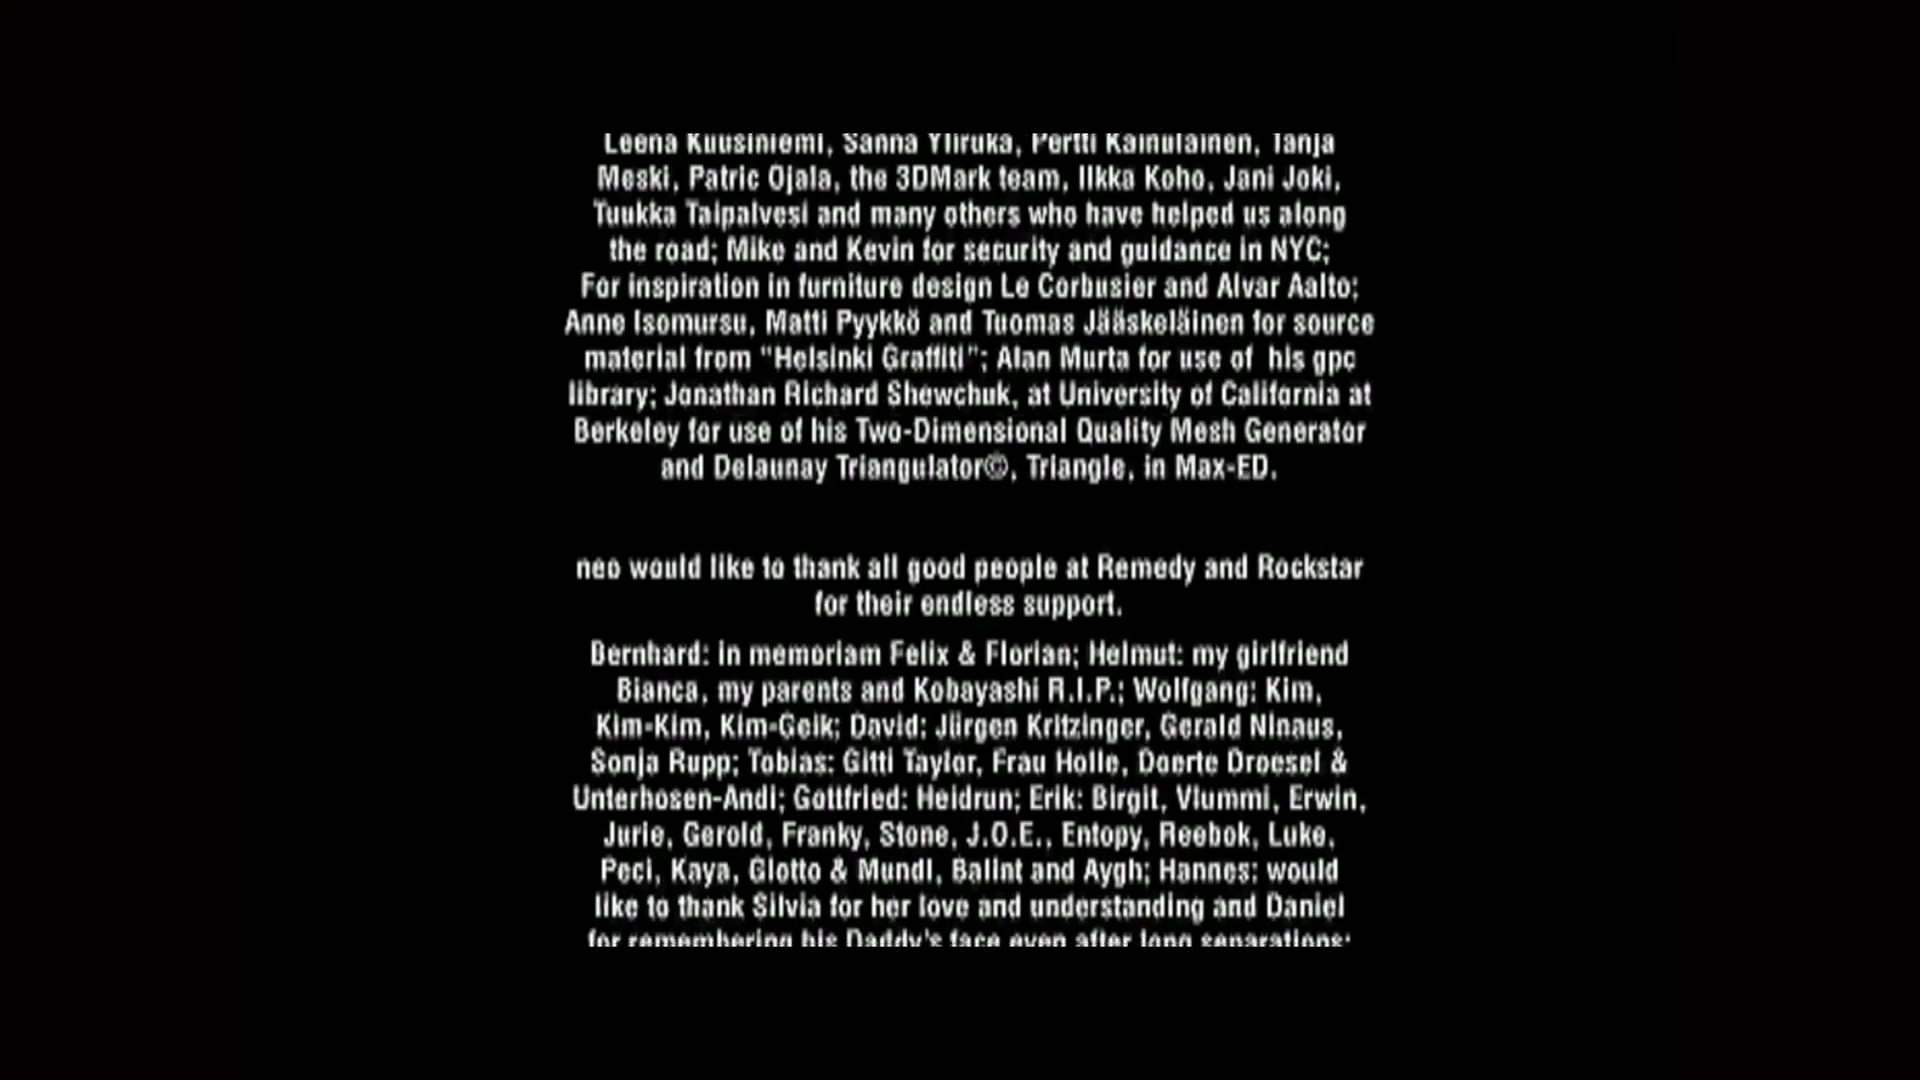 Leena Kuusiniemi, Sanna Yliruka, Pertti Kainulainen, Tanja
Meski, Patric Ojala, the 3DMark team, Ilkka Koho, Jani Joki,
Tuukka Taipalvesi and many others who have helped us along
the road; Mike and Kevin for security and guidance in NYC;
For inspiration in furniture design Le Corbusier and Alvar Aalto;
Anne Isomursu, Matti Pyykkö and Tuomas Jääskeläinen for source
material from "Helsinki Graffiti"; Alan Murta for use of his gpc
library; Jonathan Richard Shewchuk, at University of California at
Berkeley for use of his Two-Dimensional Quality Mesh Generator
and Delaunay Triangulator©, Triangle, in Max-ED.
neo would like to thank all good people at Remedy and Rockstar
for their endless support.
Bernhard: in memoriam Felix & Florian; Helmut: my girlfriend
Bianca, my parents and Kobayashi R.I.P.; Wolfgang: Kim,
Kim-Kim, Kim-Geik; David: Jürgen Kritzinger, Gerald Ninaus,
Sonja Rupp; Tobias: Gitti Taylor, Frau Holle, Doerte Droesel &
Unterhosen-Andi; Gottfried: Heidrun; Erik: Birgit, Vlummi, Erwin,
Jurie, Gerold, Franky, Stone, J.O.E., Entopy, Reebok, Luke,
Peci, Kaya, Giotto & Mundl, Balint and Aygh; Hannes: would
like to thank Silvia for her love and understanding and Daniel
for remembering his Daddy's face even after long separations;